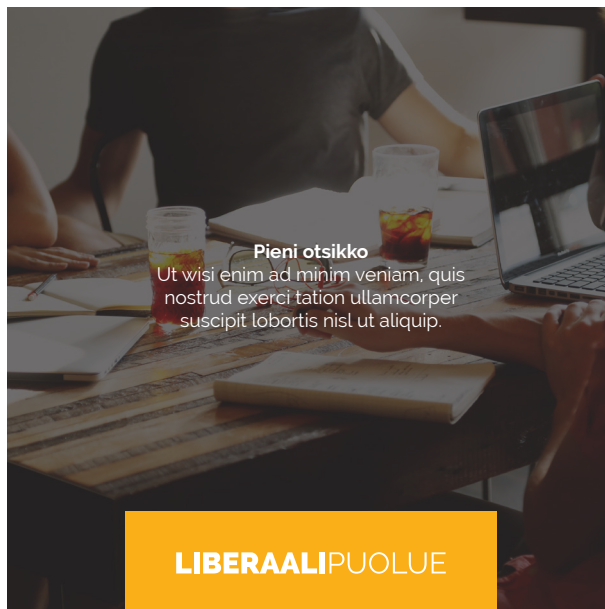 Pieni otsikko
Ut wisi enim ad minim veniam, quis
nostrud exerci tation ullamcorper
suscipit lobortis nisl ut aliquip.
LIBERAALIPUOLUE